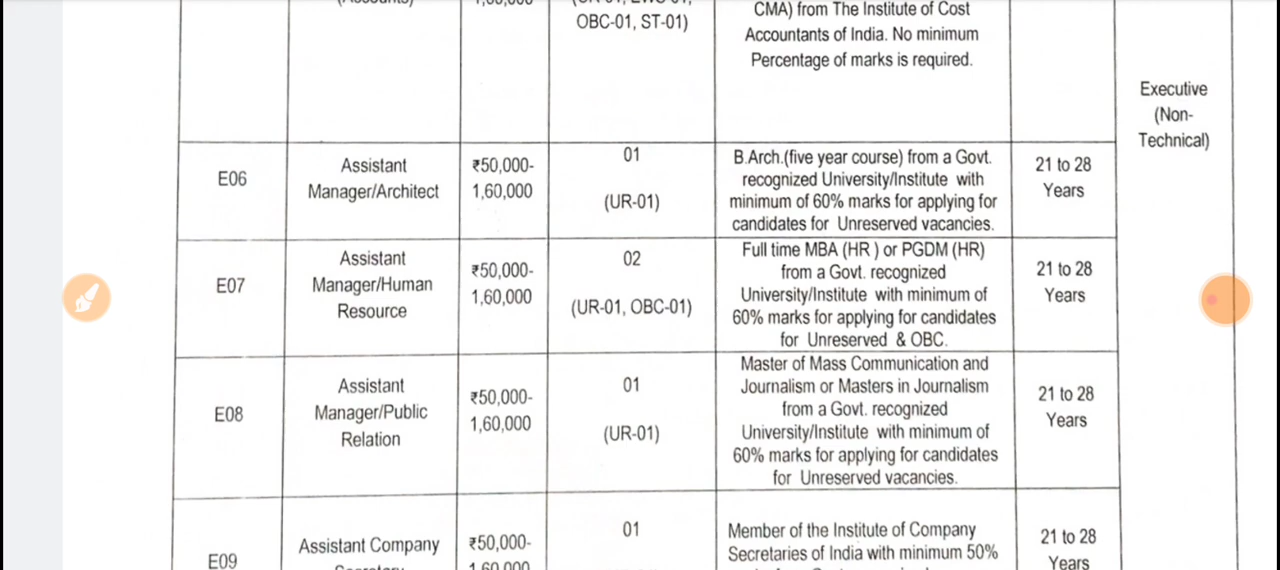 OBC-01, ST-01)
CMA) from The Institute of Cost
Accountants of India. No minimum
Percentage of marks is required.
Executive
(Non-
Technical)
E06
Assistant
Manager/Architect
₹50,000-
1,60,000
01
(UR-01)
B.Arch.(five year course) from a Govt.
recognized University/Institute with
minimum of 60% marks for applying for
candidates for Unreserved vacancies.
21 to 28
Years
E07
Assistant
Manager/Human
Resource
₹50,000-
1,60,000
02
(UR-01, OBC-01)
Full time MBA (HR ) or PGDM (HR)
from a Govt. recognized
University/Institute with minimum of
60% marks for applying for candidates
for Unreserved & OBC.
21 to 28
Years
E08
Assistant
Manager/Public
Relation
₹50,000-
1,60,000
01
(UR-01)
Master of Mass Communication and
Journalism or Masters in Journalism
from a Govt. recognized
University/Institute with minimum of
60% marks for applying for candidates
for Unreserved vacancies.
21 to 28
Years
E09
Assistant Company
₹50,000-
1,60,000
01
Member of the Institute of Company
Secretaries of India with minimum 50%
21 to 28
Years